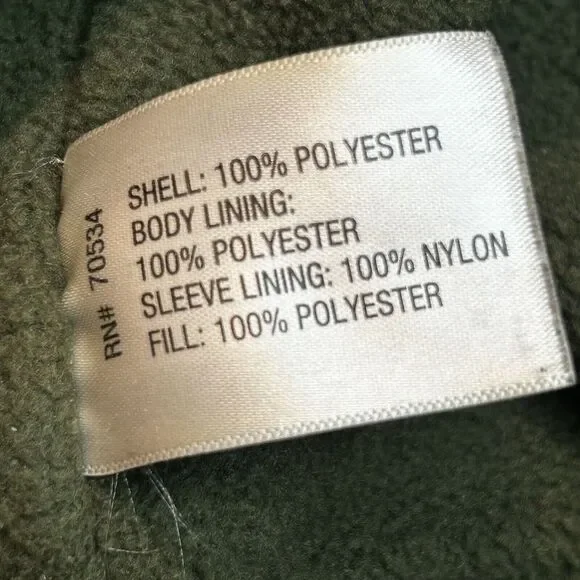 SHELL: 100% POLYESTER
BODY LINING:
100% POLYESTER
SLEEVE LINING: 100% NYLON
FILL: 100% POLYESTER
RN# 70534